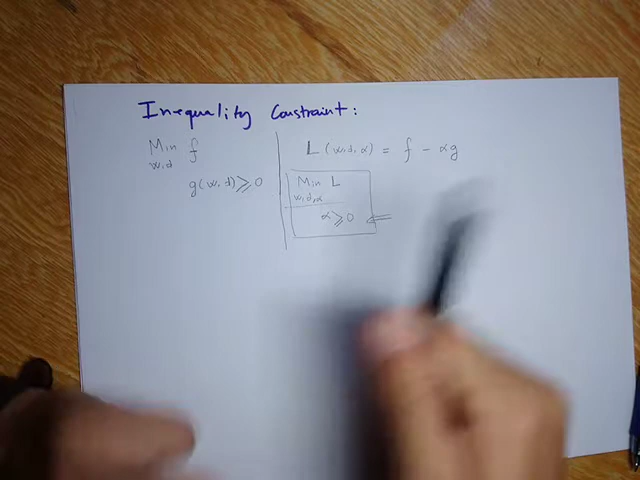 Inequality Constraint:
Min f
w,d
g(w,d) ≥ 0
L(w,d,α) = f - αg
Min L
w,d,α
α ≥ 0 ⇐